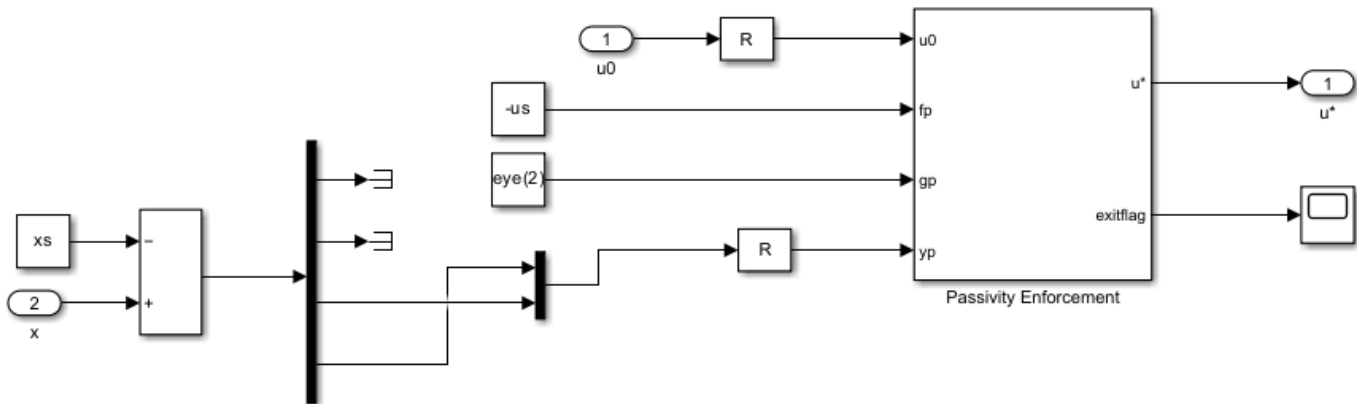 1
u0
R
u0
-us
fp
eye(2)
gp
R
yp
u*
exitflag
1
u*
Passivity Enforcement
xs
−
2
x
+